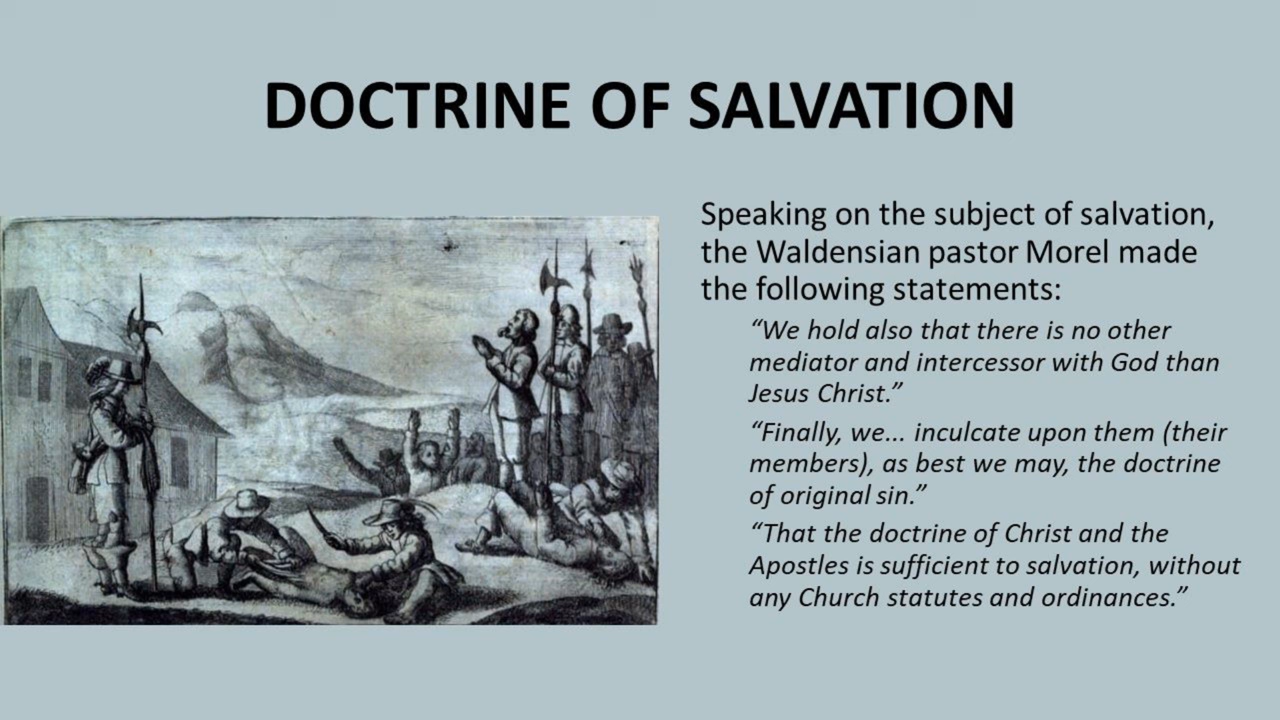 DOCTRINE OF SALVATION
Speaking on the subject of salvation,
the Waldensian pastor Morel made
the following statements:
“We hold also that there is no other
mediator and intercessor with God than
Jesus Christ.”
“Finally, we... inculcate upon them (their
members), as best we may, the doctrine
of original sin.”
“That the doctrine of Christ and the
Apostles is sufficient to salvation, without
any Church statutes and ordinances.”